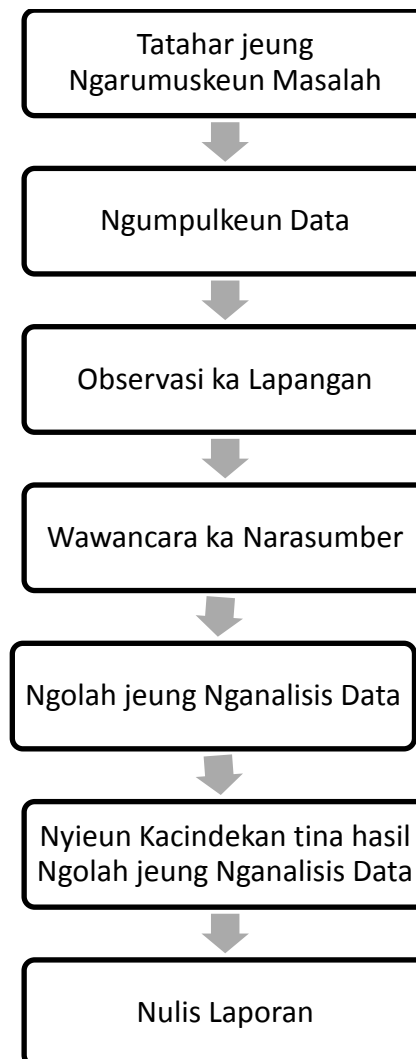 Tatahar jeung
Ngarumuskeun Masalah
Ngumpulkeun Data
Observasi ka Lapangan
Wawancara ka Narasumber
Ngolah jeung Nganalisis Data
Nyieun Kacindekan tina hasil
Ngolah jeung Nganalisis Data
Nulis Laporan